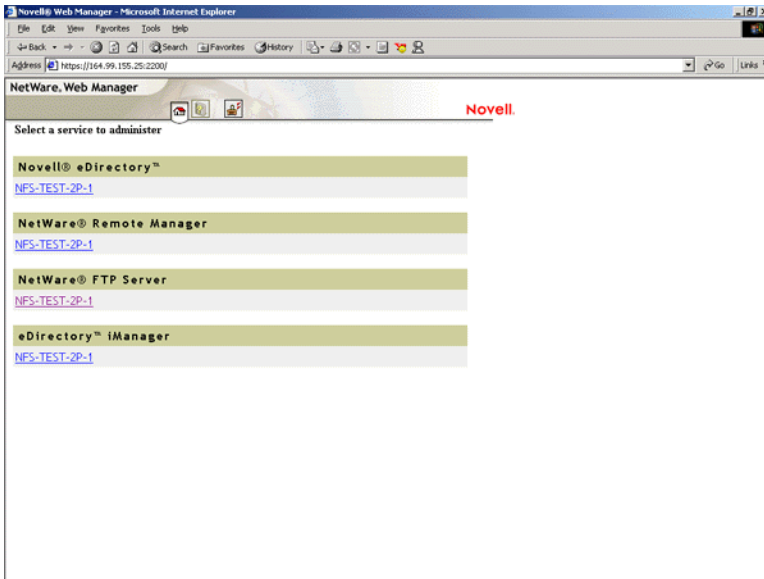 Novell® Web Manager - Microsoft Internet Explorer
File Edit View Favorites Tools Help
Back Search Favorites History
Address https://164.99.155.25:2200/ Go Links
NetWare® Web Manager
Novell.
Select a service to administer
Novell® eDirectory™
NFS-TEST-2P-1
NetWare® Remote Manager
NFS-TEST-2P-1
NetWare® FTP Server
NFS-TEST-2P-1
eDirectory™ iManager
NFS-TEST-2P-1